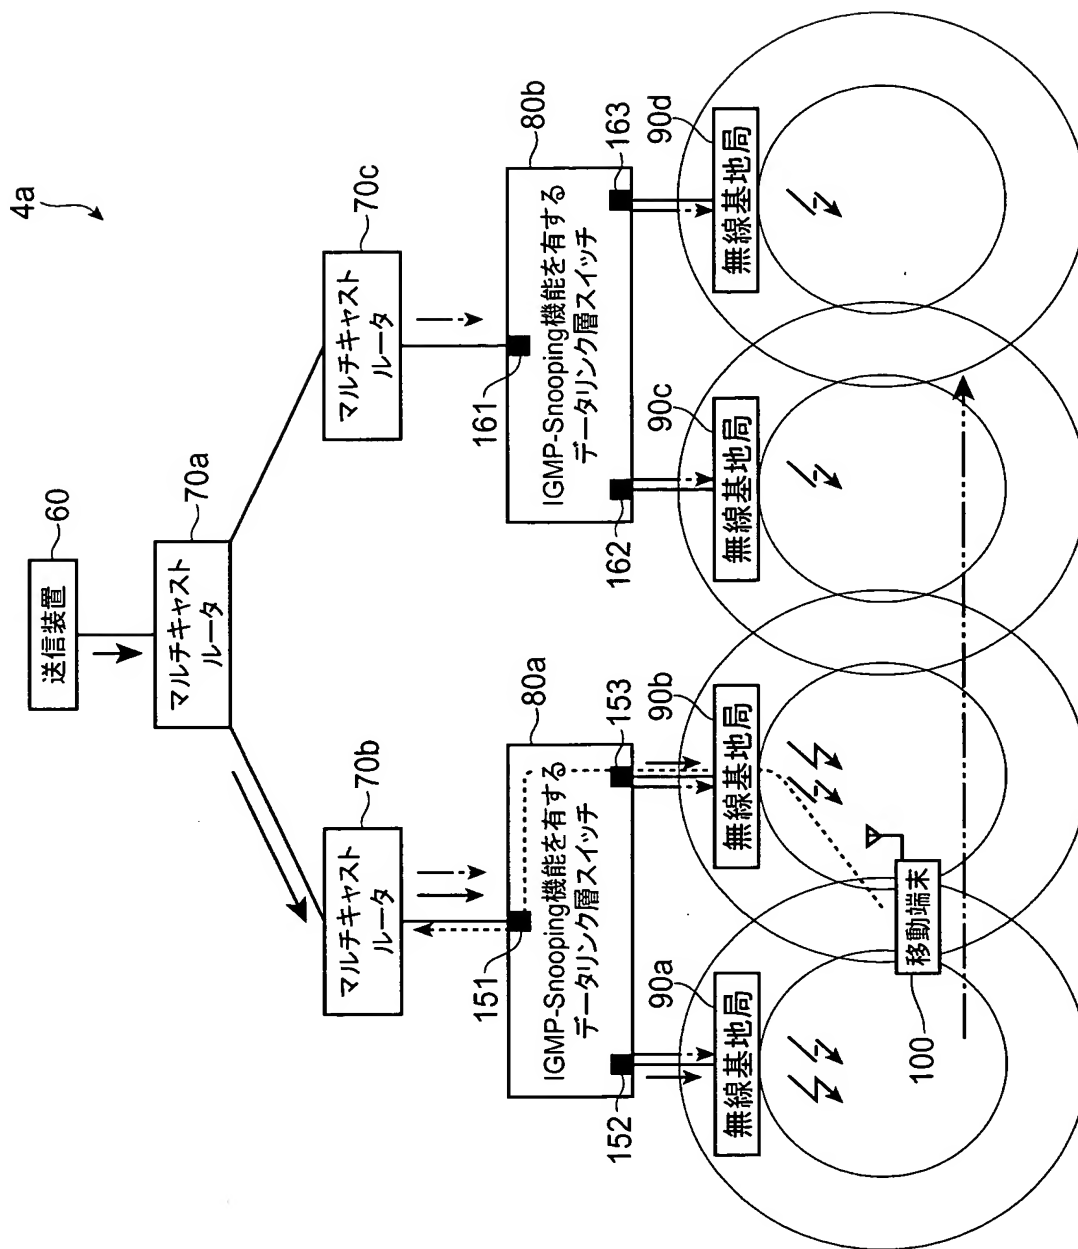 4a
60
送信装置
70a
マルチキャスト
ルータ
70b
マルチキャスト
ルータ
70c
マルチキャスト
ルータ
151
80a
IGMP-Snooping機能を有する
データリンク層スイッチ
152
153
161
80b
IGMP-Snooping機能を有する
データリンク層スイッチ
162
163
90a
無線基地局
90b
無線基地局
90c
無線基地局
90d
無線基地局
移動端末
100